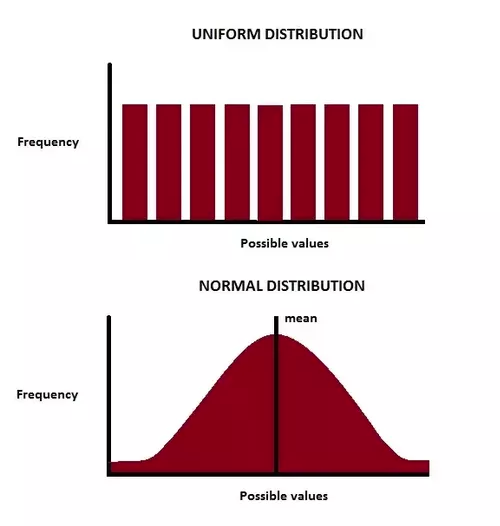 UNIFORM DISTRIBUTION
Frequency
Possible values
NORMAL DISTRIBUTION
mean
Frequency
Possible values